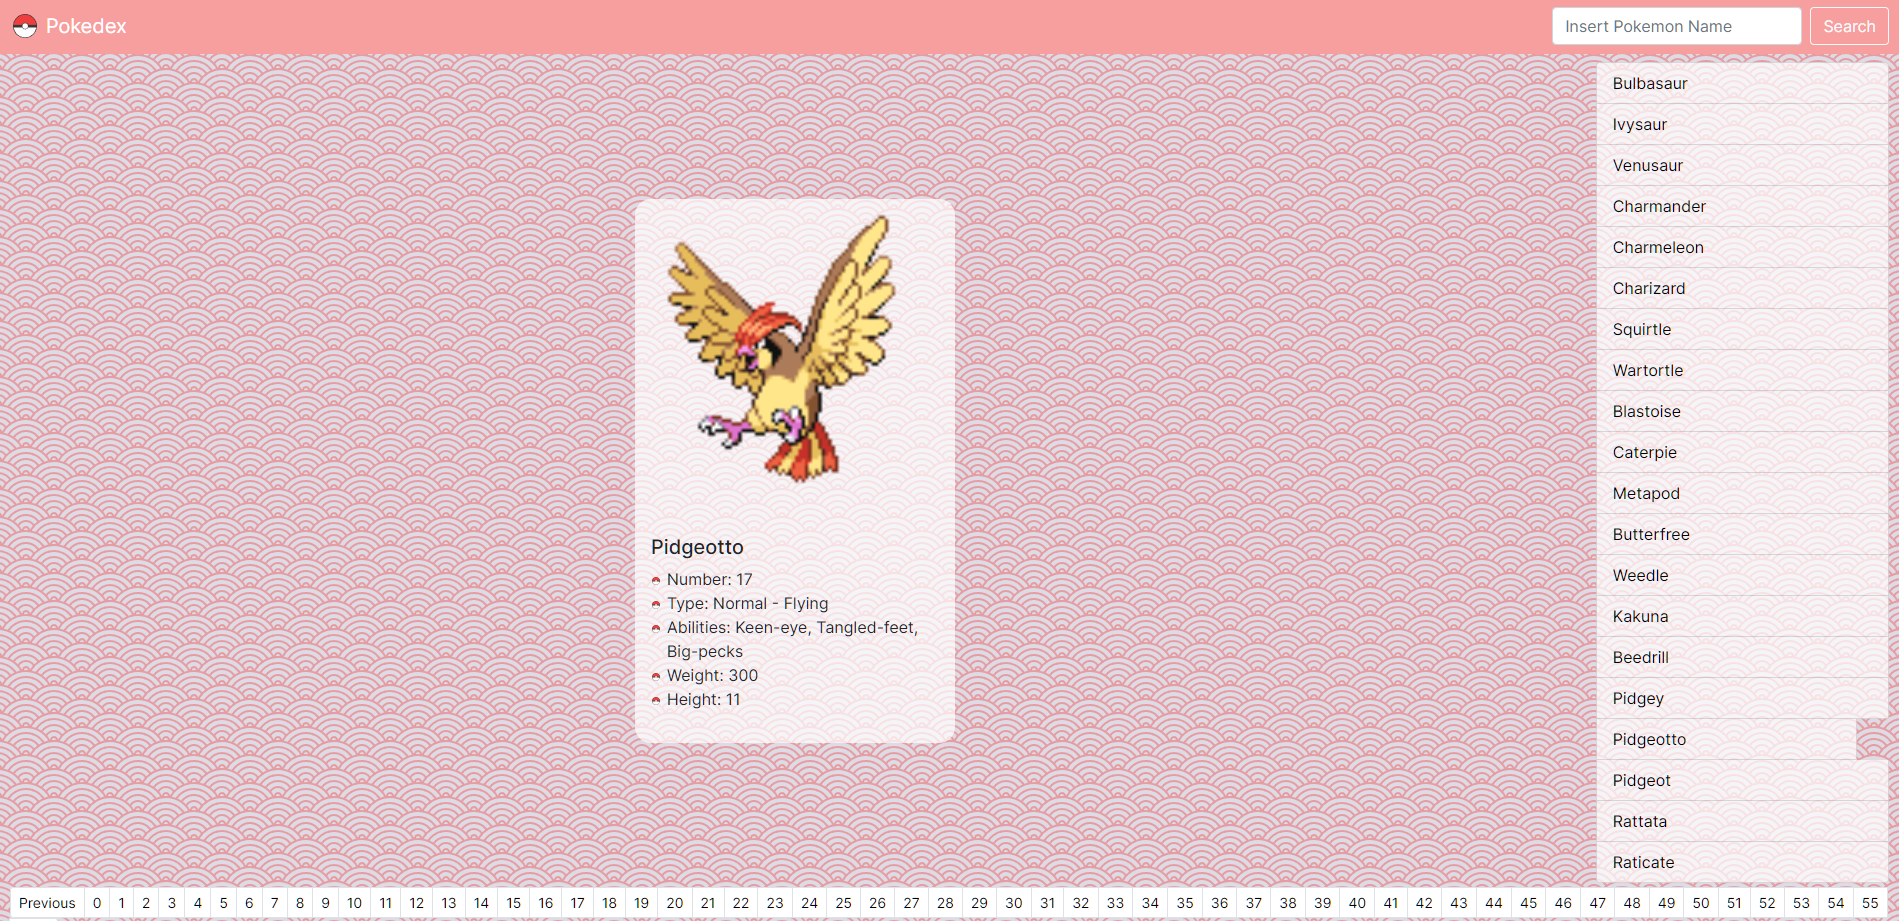 Pokedex
Insert Pokemon Name
Search
Bulbasaur
Ivysaur
Venusaur
Charmander
Charmeleon
Charizard
Squirtle
Wartortle
Blastoise
Caterpie
Metapod
Butterfree
Weedle
Kakuna
Beedrill
Pidgey
Pidgeotto
Pidgeot
Rattata
Raticate
Pidgeotto
Number: 17
Type: Normal - Flying
Abilities: Keen-eye, Tangled-feet,
Big-pecks
Weight: 300
Height: 11
Previous 0 1 2 3 4 5 6 7 8 9 10 11 12 13 14 15 16 17 18 19 20 21 22 23 24 25 26 27 28 29 30 31 32 33 34 35 36 37 38 39 40 41 42 43 44 45 46 47 48 49 50 51 52 53 54 55